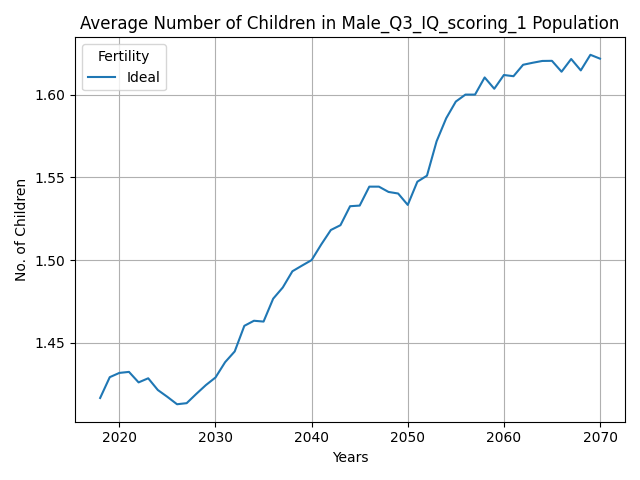 Average Number of Children in Male_Q3_IQ_scoring_1 Population
Fertility
Ideal
No. of Children
1.60
1.55
1.50
1.45
2020 2030 2040 2050 2060 2070
Years